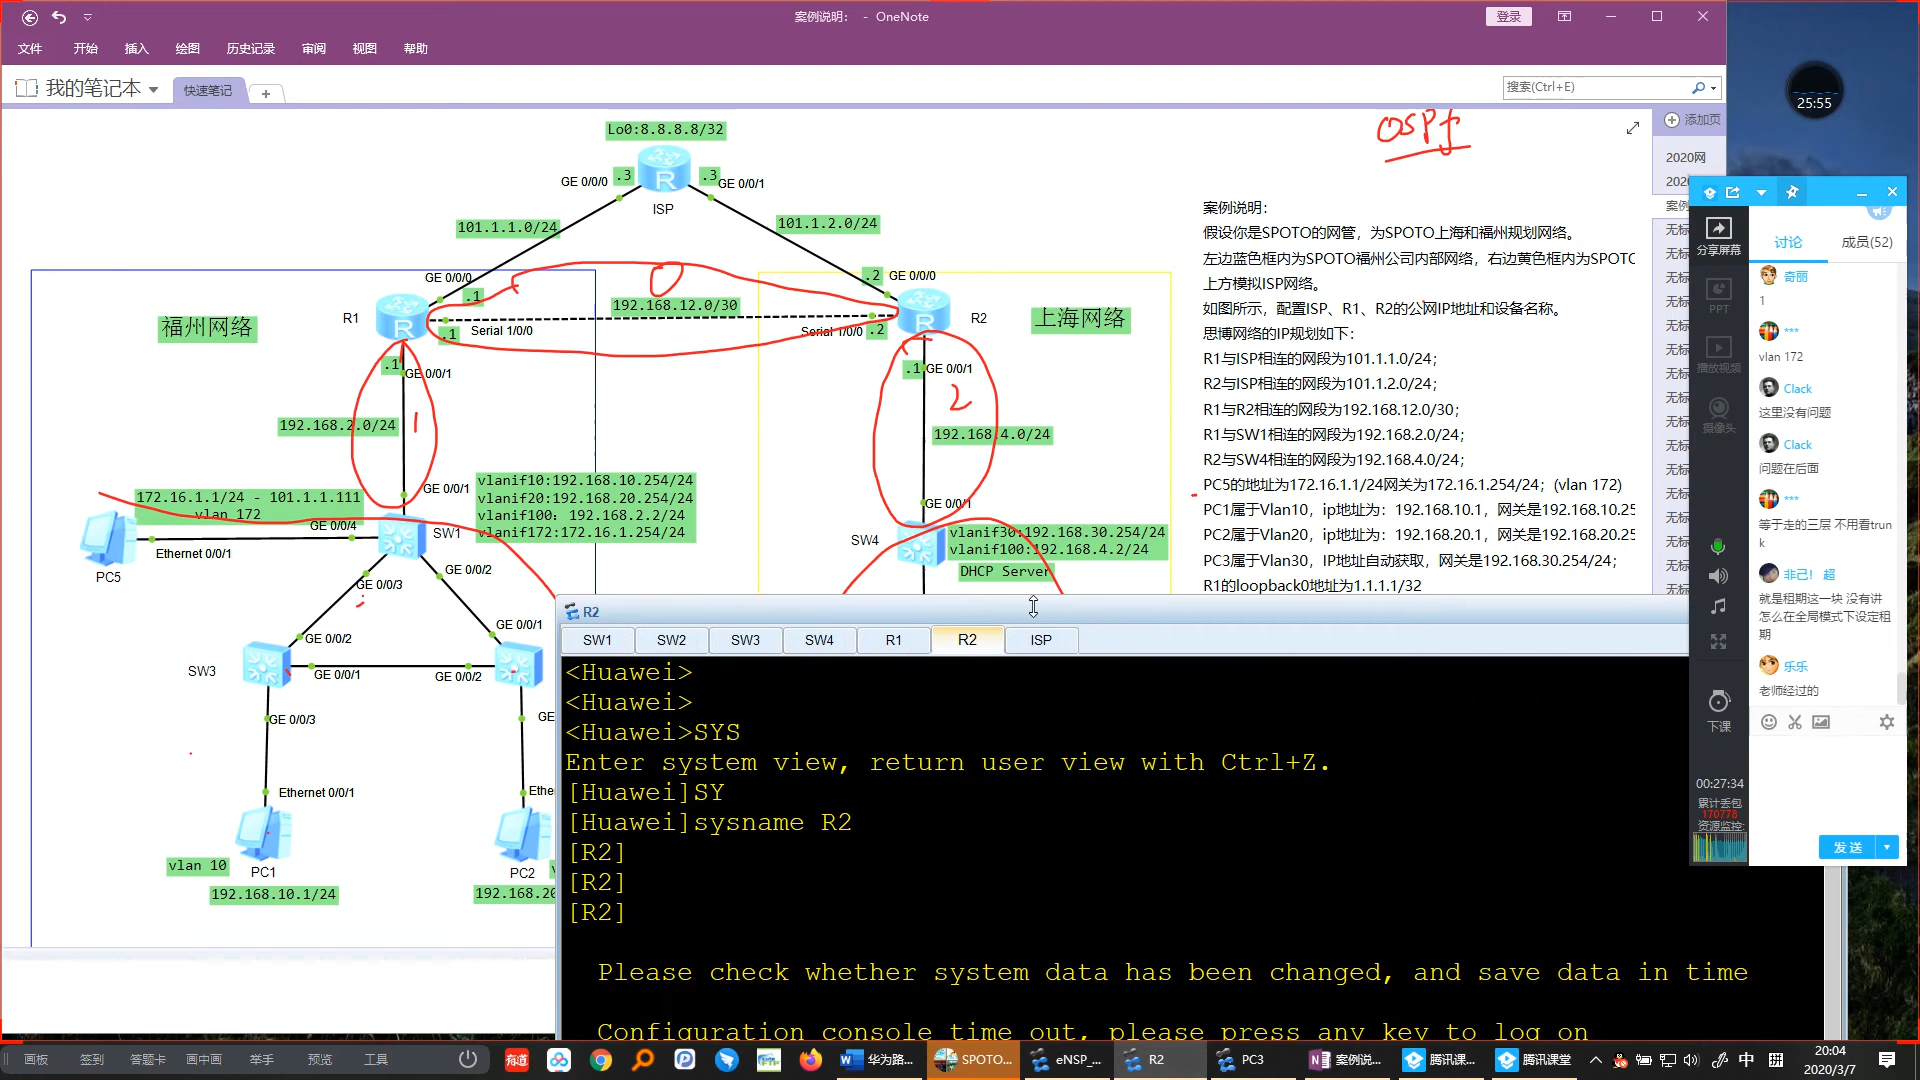 案例说明： - OneNote
登录
文件 开始 插入 绘图 历史记录 审阅 视图 帮助
我的笔记本
快速笔记
搜索(Ctrl+E)
25:55
添加页
2020网
案例
ospf
Lo0:8.8.8.8/32
GE 0/0/0
.3
.3
GE 0/0/1
ISP
101.1.1.0/24
101.1.2.0/24
GE 0/0/0
.1
0
.2
GE 0/0/0
192.168.12.0/30
福州网络
R1
.1
Serial 1/0/0
Serial 1/0/0
.2
R2
上海网络
.1
GE 0/0/1
.1
GE 0/0/1
192.168.2.0/24
1
2
192.168.4.0/24
GE 0/0/1
vlanif10:192.168.10.254/24
vlanif20:192.168.20.254/24
vlanif100: 192.168.2.2/24
vlanif172:172.16.1.254/24
172.16.1.1/24 - 101.1.1.111
vlan 172
GE 0/0/4
SW1
Ethernet 0/0/1
PC5
GE 0/0/1
SW4
vlanif30:192.168.30.254/24
vlanif100:192.168.4.2/24
DHCP Server
GE 0/0/3
GE 0/0/2
GE 0/0/2
GE 0/0/1
SW3
GE 0/0/1
GE 0/0/2
GE 0/0/3
GE
Ethernet 0/0/1
Ethe
vlan 10
PC1
PC2
192.168.10.1/24
192.168.20
案例说明：
假设你是SPOTO的网管，为SPOTO上海和福州规划网络。
左边蓝色框内为SPOTO福州公司内部网络，右边黄色框内为SPOTO
上方模拟ISP网络。
如图所示，配置ISP、R1、R2的公网IP地址和设备名称。
思博网络的IP规划如下：
R1与ISP相连的网段为101.1.1.0/24；
R2与ISP相连的网段为101.1.2.0/24；
R1与R2相连的网段为192.168.12.0/30；
R1与SW1相连的网段为192.168.2.0/24；
R2与SW4相连的网段为192.168.4.0/24；
PC5的地址为172.16.1.1/24网关为172.16.1.254/24；(vlan 172)
PC1属于Vlan10，ip地址为：192.168.10.1，网关是192.168.10.25
PC2属于Vlan20，ip地址为：192.168.20.1，网关是192.168.20.25
PC3属于Vlan30，IP地址自动获取，网关是192.168.30.254/24；
R1的loopback0地址为1.1.1.1/32
R2
SW1 SW2 SW3 SW4 R1 R2 ISP
<Huawei>
<Huawei>
<Huawei>SYS
Enter system view, return user view with Ctrl+Z.
[Huawei]SY
[Huawei]sysname R2
[R2]
[R2]
[R2]
Please check whether system data has been changed, and save data in time
Configuration console time out, please press any key to log on
分享屏幕
PPT
播放视频
摄像头
下课
00:27:34
累计丢包
170778
资源监控:
讨论 成员(52)
奇丽
1
***
vlan 172
Clack
这里没有问题
Clack
问题在后面
***
等于走的三层 不用看trun
k
非己！ 超
就是租期这一块 没有讲
怎么在全局模式下设定租
期
乐乐
老师经过的
发送
画板 签到 答题卡 画中画 举手 预览 工具
有道
华为路...
SPOTO...
eNSP_...
R2
PC3
案例说...
腾讯课...
腾讯课堂
中
拼
20:04
2020/3/7